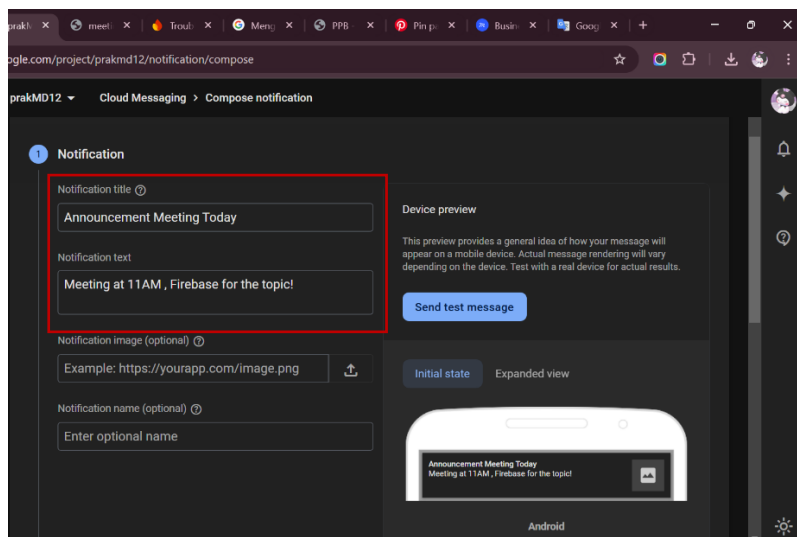 prakN
meeti
Troub
Meng
PPB -
Pin pa
Busin
Goog
ogle.com/project/prakmd12/notification/compose
prakMD12
Cloud Messaging > Compose notification
1 Notification
Notification title
Announcement Meeting Today
Notification text
Meeting at 11AM , Firebase for the topic!
Notification image (optional)
Example: https://yourapp.com/image.png
Notification name (optional)
Enter optional name
Device preview
This preview provides a general idea of how your message will
appear on a mobile device. Actual message rendering will vary
depending on the device. Test with a real device for actual results.
Send test message
Initial state Expanded view
Announcement Meeting Today
Meeting at 11AM , Firebase for the topic!
Android